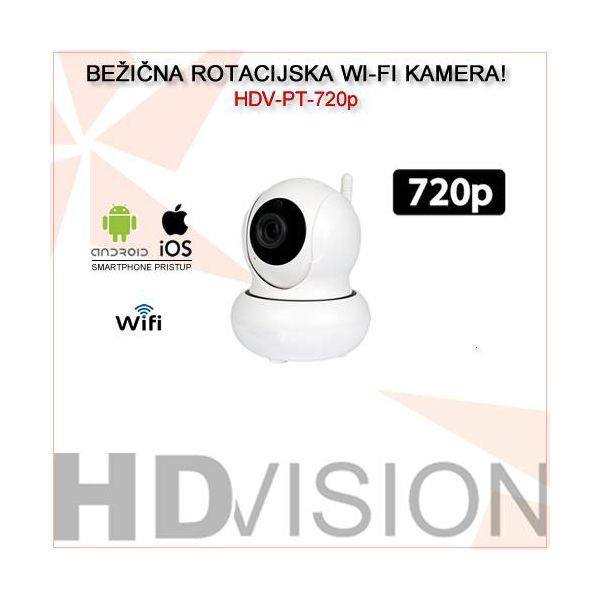 BEŽIČNA ROTACIJSKA WI-FI KAMERA!
HDV-PT-720p
720p
ANDROID iOS
SMARTPHONE PRISTUP
Wifi
HDVISION